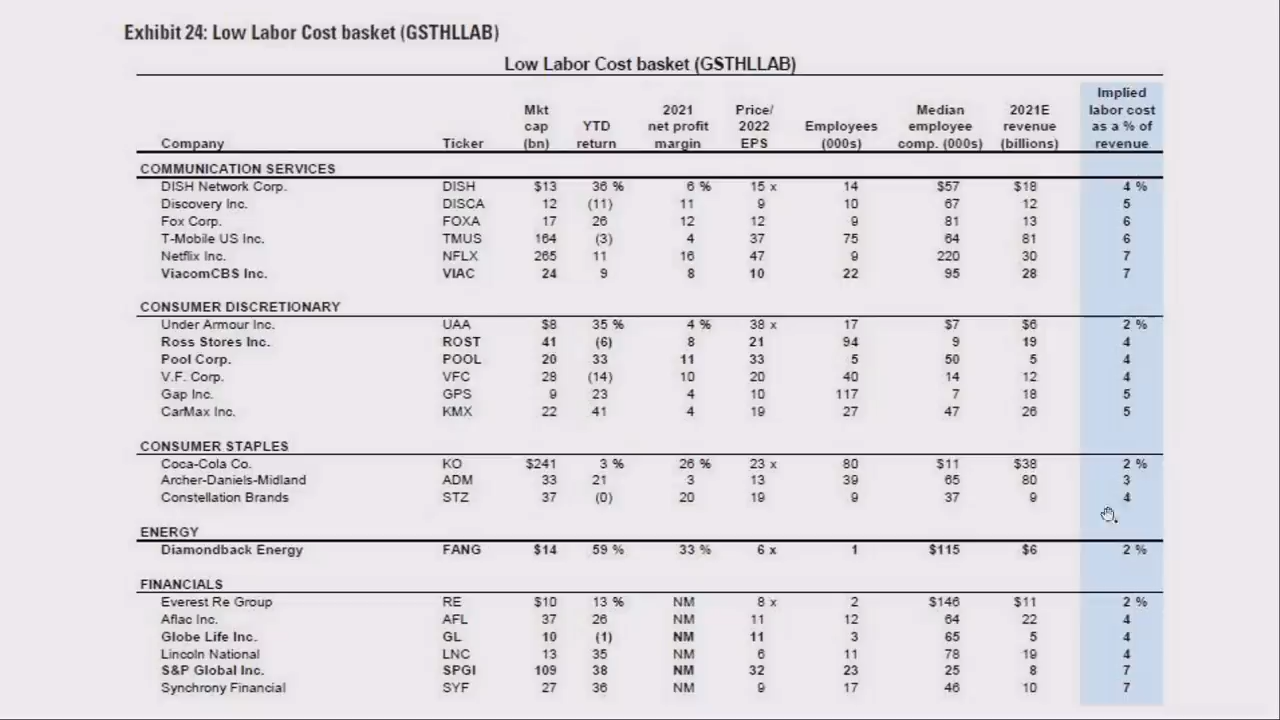 Exhibit 24: Low Labor Cost basket (GSTHLLAB)
Low Labor Cost basket (GSTHLLAB)
Company Ticker Mkt cap (bn) YTD return 2021 net profit margin Price/ 2022 EPS Employees (000s) Median employee comp. (000s) 2021E revenue (billions) Implied labor cost as a % of revenue
COMMUNICATION SERVICES
DISH Network Corp. DISH $13 36 % 6 % 15 x 14 $57 $18 4 %
Discovery Inc. DISCA 12 (11) 11 9 10 67 12 5
Fox Corp. FOXA 17 26 12 12 9 81 13 6
T-Mobile US Inc. TMUS 164 (3) 4 37 75 64 81 6
Netflix Inc. NFLX 265 11 16 47 9 220 30 7
ViacomCBS Inc. VIAC 24 9 8 10 22 95 28 7
CONSUMER DISCRETIONARY
Under Armour Inc. UAA $8 35 % 4 % 38 x 17 $7 $6 2 %
Ross Stores Inc. ROST 41 (6) 8 21 94 9 19 4
Pool Corp. POOL 20 33 11 33 5 50 5 4
V.F. Corp. VFC 28 (14) 10 20 40 14 12 4
Gap Inc. GPS 9 23 4 10 117 7 18 5
CarMax Inc. KMX 22 41 4 19 27 47 26 5
CONSUMER STAPLES
Coca-Cola Co. KO $241 3 % 26 % 23 x 80 $11 $38 2 %
Archer-Daniels-Midland ADM 33 21 3 13 39 65 80 3
Constellation Brands STZ 37 (0) 20 19 9 37 9 4
ENERGY
Diamondback Energy FANG $14 59 % 33 % 6 x 1 $115 $6 2 %
FINANCIALS
Everest Re Group RE $10 13 % NM 8 x 2 $146 $11 2 %
Aflac Inc. AFL 37 26 NM 11 12 64 22 4
Globe Life Inc. GL 10 (1) NM 11 3 65 5 4
Lincoln National LNC 13 35 NM 6 11 78 19 4
S&P Global Inc. SPGI 109 38 NM 32 23 25 8 7
Synchrony Financial SYF 27 36 NM 9 17 46 10 7